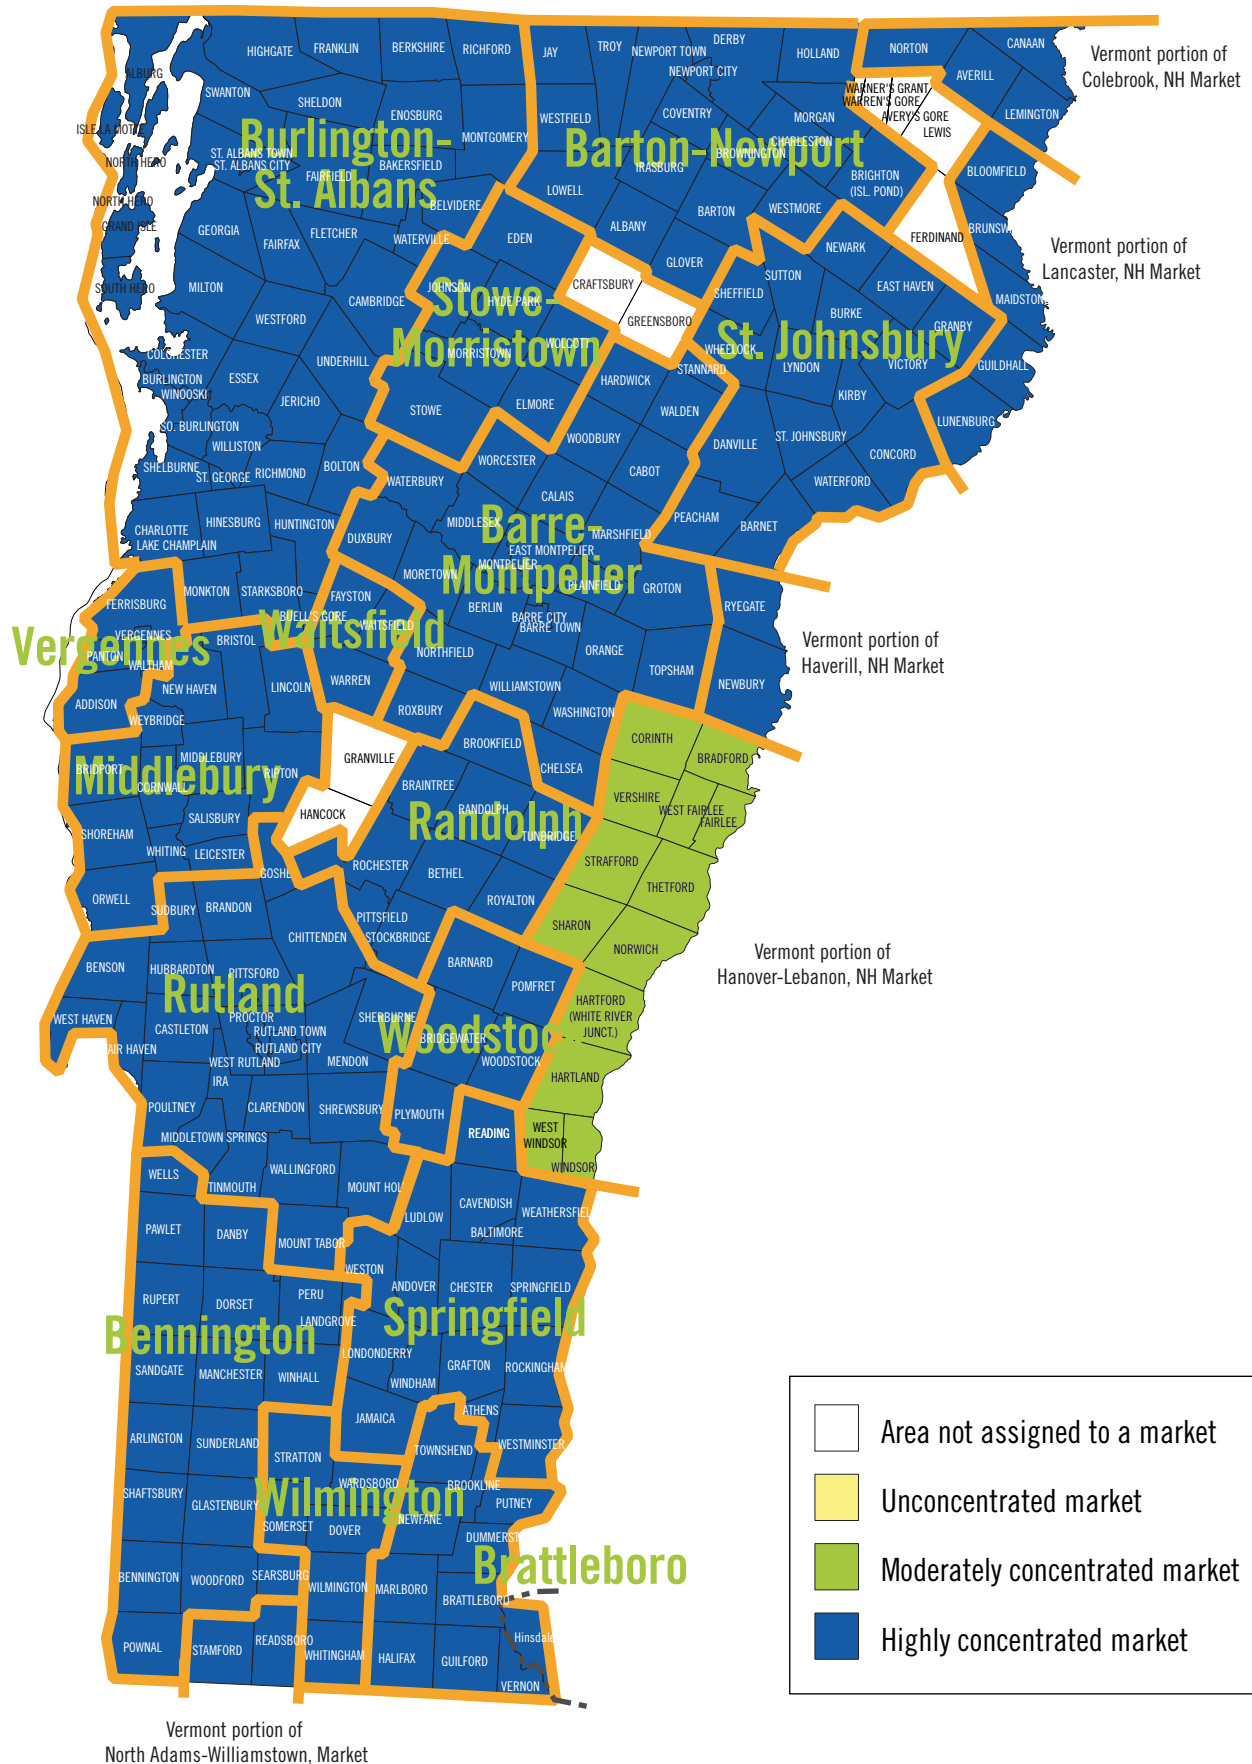 HIGHGATE
FRANKLIN
BERKSHIRE
RICHFORD
JAY
TROY
NEWPORT TOWN
DERBY
NEWPORT CITY
HOLLAND
NORTON
CANAAN
AVERILL
LEMINGTON
Vermont portion of
Colebrook, NH Market
ALBURG
SWANTON
SHELDON
ENOSBURG
MONTGOMERY
WESTFIELD
COVENTRY
MORGAN
WARNER'S GRANT
WARREN'S GORE
AVERY'S GORE
LEWIS
ISLE LA MOTTE
NORTH HERO
ST. ALBANS TOWN
ST. ALBANS CITY
FAIRFIELD
BAKERSFIELD
Burlington-
St. Albans
Barton-Newport
IRASBURG
BROWNINGTON
CHARLESTON
BRIGHTON
(ISL. POND)
BLOOMFIELD
NORTH HERO
GRAND ISLE
BELVIDERE
LOWELL
BARTON
WESTMORE
GEORGIA
FAIRFAX
FLETCHER
WATERVILLE
EDEN
ALBANY
GLOVER
NEWARK
FERDINAND
BRUNSW
Vermont portion of
Lancaster, NH Market
SOUTH HERO
MILTON
CAMBRIDGE
JOHNSON
HYDE PARK
CRAFTSBURY
GREENSBORO
SHEFFIELD
SUTTON
EAST HAVEN
MAIDSTONE
Stowe-
Morristown
WESTFORD
UNDERHILL
MORRISTOWN
WOLCOTT
WHEELOCK
BURKE
GRANBY
St. Johnsbury
COLCHESTER
BURLINGTON
WINOOSKI
ESSEX
JERICHO
STOWE
ELMORE
HARDWICK
STANNARD
LYNDON
VICTORY
GUILDHALL
KIRBY
SO. BURLINGTON
WILLISTON
WOODBURY
WALDEN
DANVILLE
ST. JOHNSBURY
LUNENBURG
CONCORD
SHELBURNE
ST. GEORGE
RICHMOND
BOLTON
WATERBURY
WORCESTER
CABOT
WATERFORD
CHARLOTTE
LAKE CHAMPLAIN
HINESBURG
HUNTINGTON
DUXBURY
MIDDLESEX
CALAIS
MARSHFIELD
PEACHAM
BARNET
Barre-
Montpelier
EAST MONTPELIER
MONTPELIER
PLAINFIELD
MORETOWN
GROTON
RYEGATE
FERRISBURG
MONKTON
STARKSBORO
FAYSTON
BUELL'S GORE
WAITSFIELD
Waitsfield
BERLIN
BARRE CITY
BARRE TOWN
Vermont portion of
Haverill, NH Market
Vergennes
VERGENNES
PANTON
WALTHAM
BRISTOL
NORTHFIELD
ORANGE
TOPSHAM
NEWBURY
ADDISON
NEW HAVEN
LINCOLN
WARREN
WILLIAMSTOWN
WEYBRIDGE
ROXBURY
WASHINGTON
BRIDPORT
Middlebury
MIDDLEBURY
CORNWALL
RIPTON
GRANVILLE
BROOKFIELD
CHELSEA
CORINTH
BRADFORD
BRAINTREE
VERSHIRE
WEST FAIRLEE
FAIRLEE
SHOREHAM
SALISBURY
HANCOCK
Randolph
RANDOLPH
TUNBRIDGE
WHITING
LEICESTER
GOSHE
ROCHESTER
BETHEL
STRAFFORD
THETFORD
ORWELL
SUDBURY
BRANDON
PITTSFIELD
ROYALTON
SHARON
CHITTENDEN
STOCKBRIDGE
NORWICH
Vermont portion of
Hanover-Lebanon, NH Market
BENSON
HUBBARDTON
PITTSFORD
BARNARD
POMFRET
Rutland
HARTFORD
(WHITE RIVER
JUNCT.)
WEST HAVEN
CASTLETON
PROCTOR
RUTLAND TOWN
RUTLAND CITY
SHERBURNE
Woodstoc
BRIDGEWATER
WOODSTOCK
FAIR HAVEN
WEST RUTLAND
IRA
MENDON
HARTLAND
POULTNEY
CLARENDON
SHREWSBURY
PLYMOUTH
READING
WEST
WINDSOR
WINDSOR
MIDDLETOWN SPRINGS
WELLS
TINMOUTH
WALLINGFORD
MOUNT HOL
LUDLOW
CAVENDISH
BALTIMORE
WEATHERSFIEL
PAWLET
DANBY
MOUNT TABOR
WESTON
ANDOVER
CHESTER
SPRINGFIELD
RUPERT
DORSET
PERU
LANDGROVE
Springfield
Bennington
LONDONDERRY
SANDGATE
MANCHESTER
WINHALL
WINDHAM
GRAFTON
ROCKINGHAM
JAMAICA
ATHENS
ARLINGTON
SUNDERLAND
STRATTON
TOWNSHEND
WESTMINSTER
SHAFTSBURY
GLASTENBURY
Wilmington
WARDSBORO
BROOKLINE
PUTNEY
SOMERSET
DOVER
NEWFANE
DUMMERST
Brattleboro
BENNINGTON
WOODFORD
SEARSBURG
WILMINGTON
MARLBORO
BRATTLEBORO
POWNAL
STAMFORD
READSBORO
WHITINGHAM
HALIFAX
GUILFORD
Hinsdale
VERNON
Vermont portion of
North Adams-Williamstown, Market
Area not assigned to a market
Unconcentrated market
Moderately concentrated market
Highly concentrated market